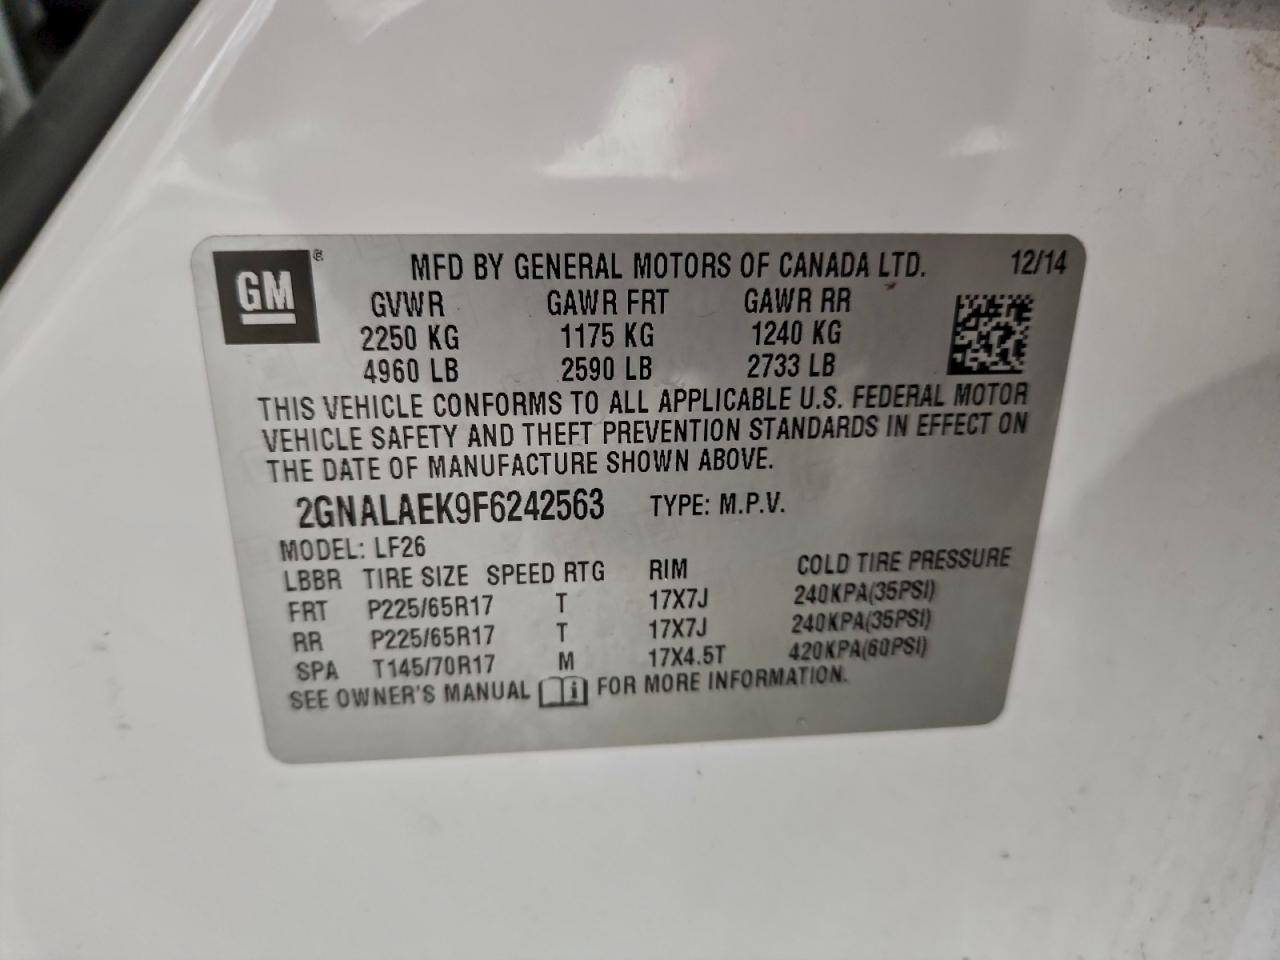 GM ® MFD BY GENERAL MOTORS OF CANADA LTD. 12/14
GVWR GAWR FRT GAWR RR
2250 KG 1175 KG 1240 KG
4960 LB 2590 LB 2733 LB
THIS VEHICLE CONFORMS TO ALL APPLICABLE U.S. FEDERAL MOTOR
VEHICLE SAFETY AND THEFT PREVENTION STANDARDS IN EFFECT ON
THE DATE OF MANUFACTURE SHOWN ABOVE.
2GNALAEK9F6242563 TYPE: M.P.V.
MODEL: LF26
LBBR TIRE SIZE SPEED RTG RIM COLD TIRE PRESSURE
FRT P225/65R17 T 17X7J 240KPA(35PSI)
RR P225/65R17 T 17X7J 240KPA(35PSI)
SPA T145/70R17 M 17X4.5T 420KPA(60PSI)
SEE OWNER'S MANUAL i FOR MORE INFORMATION.